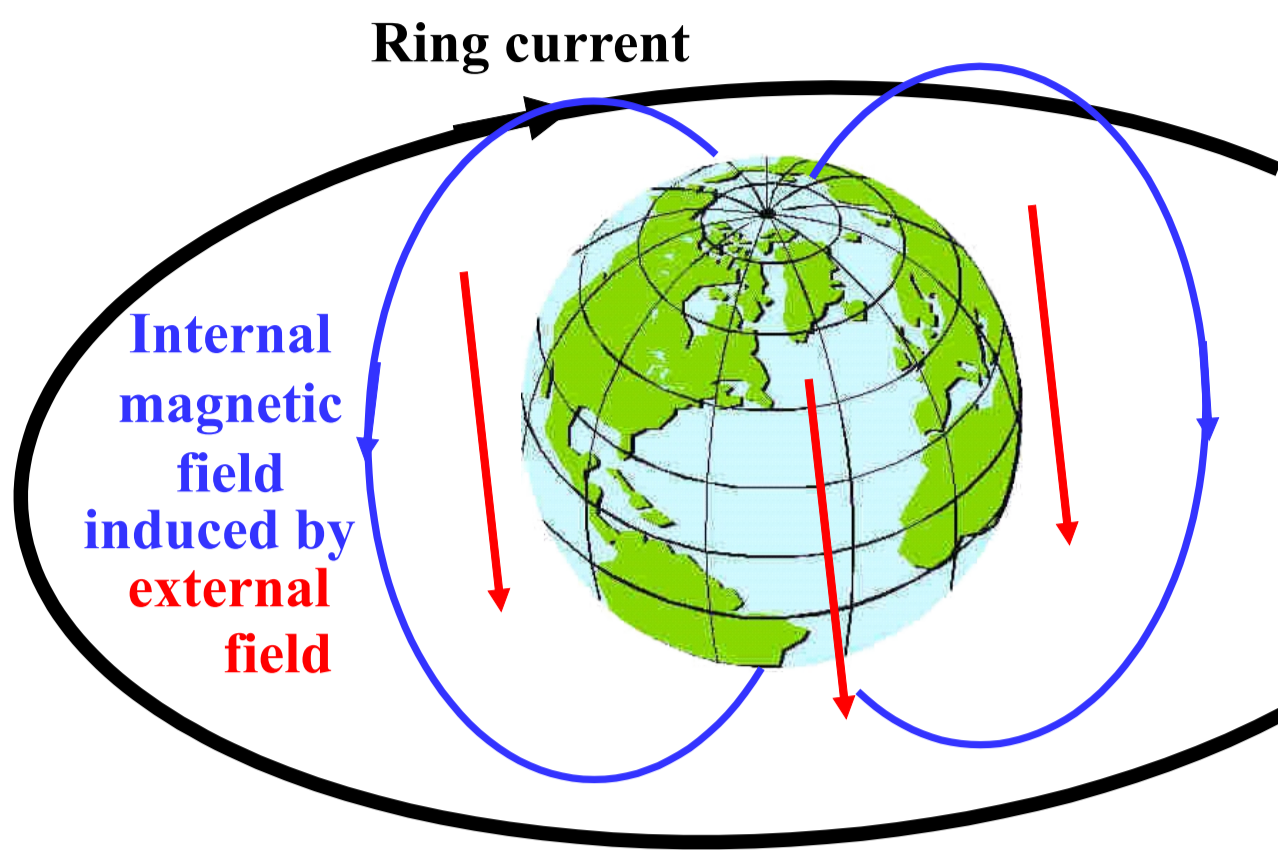 Ring current
Internal
magnetic
field
induced by
external
field